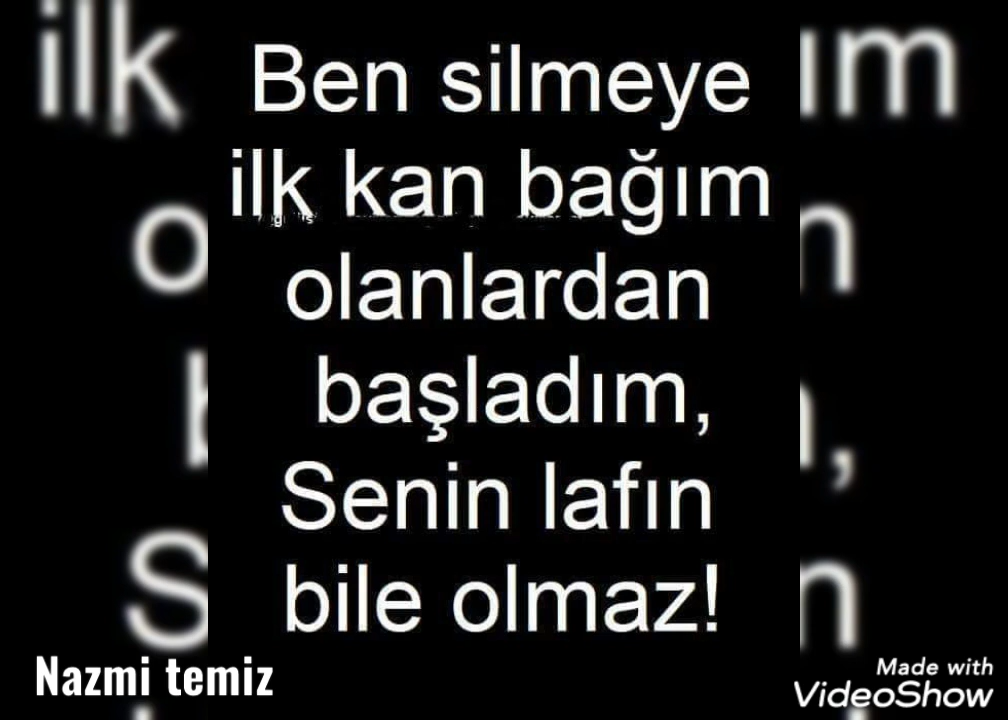 Ben silmeye
ilk kan bağım
olanlardan
başladım,
Senin lafın
bile olmaz!
Nazmi temiz
Made with
VideoShow